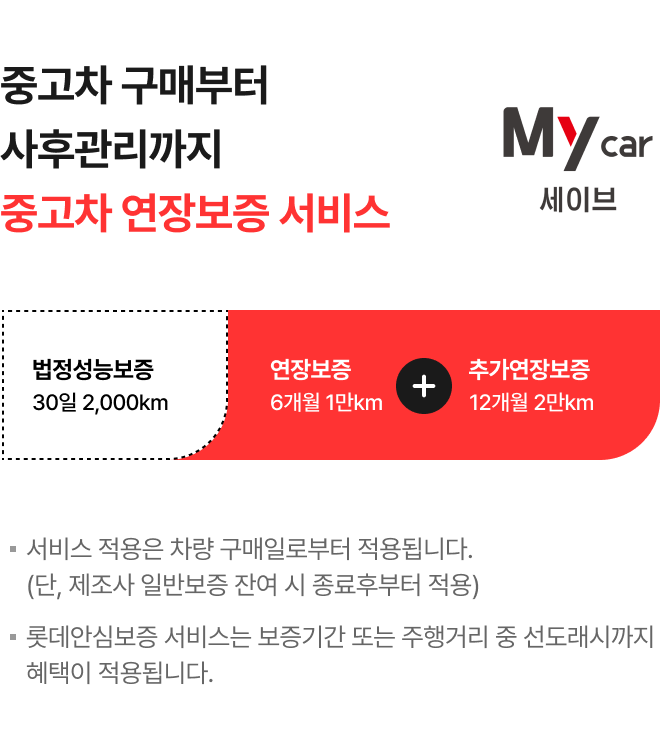 중고차 구매부터
사후관리까지
중고차 연장보증 서비스
My car
세이브
법정성능보증
30일 2,000km
연장보증
6개월 1만km
+
추가연장보증
12개월 2만km
서비스 적용은 차량 구매일로부터 적용됩니다.
(단, 제조사 일반보증 잔여 시 종료후부터 적용)
롯데안심보증 서비스는 보증기간 또는 주행거리 중 선도래시까지
혜택이 적용됩니다.